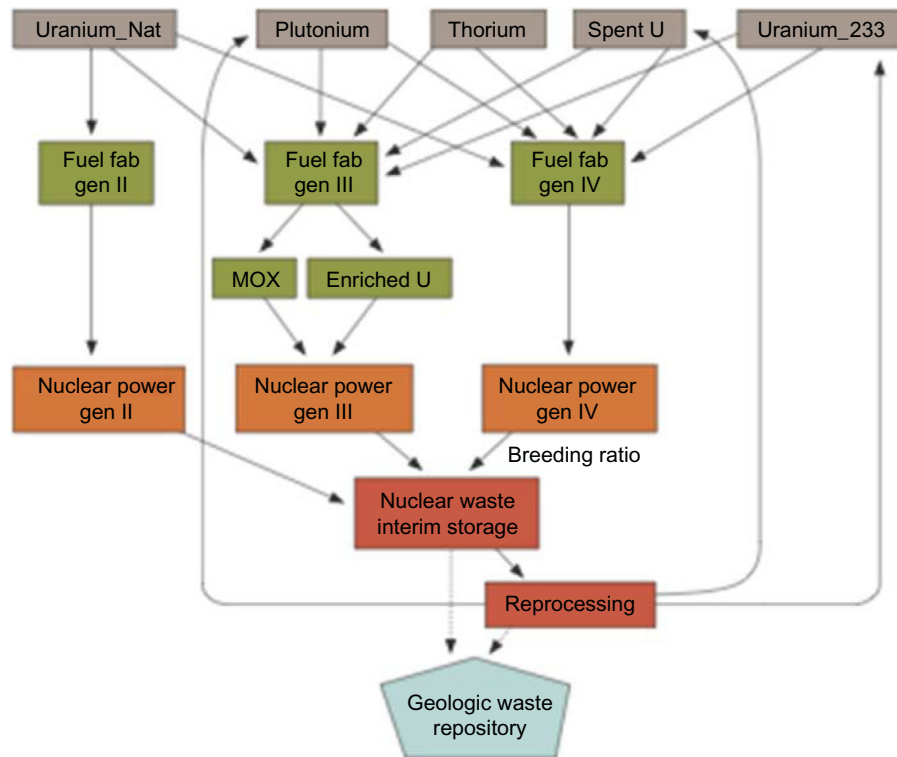 Uranium_Nat
Plutonium
Thorium
Spent U
Uranium_233
Fuel fab
gen II
Fuel fab
gen III
Fuel fab
gen IV
MOX
Enriched U
Nuclear power
gen II
Nuclear power
gen III
Nuclear power
gen IV
Breeding ratio
Nuclear waste
interim storage
Reprocessing
Geologic waste
repository